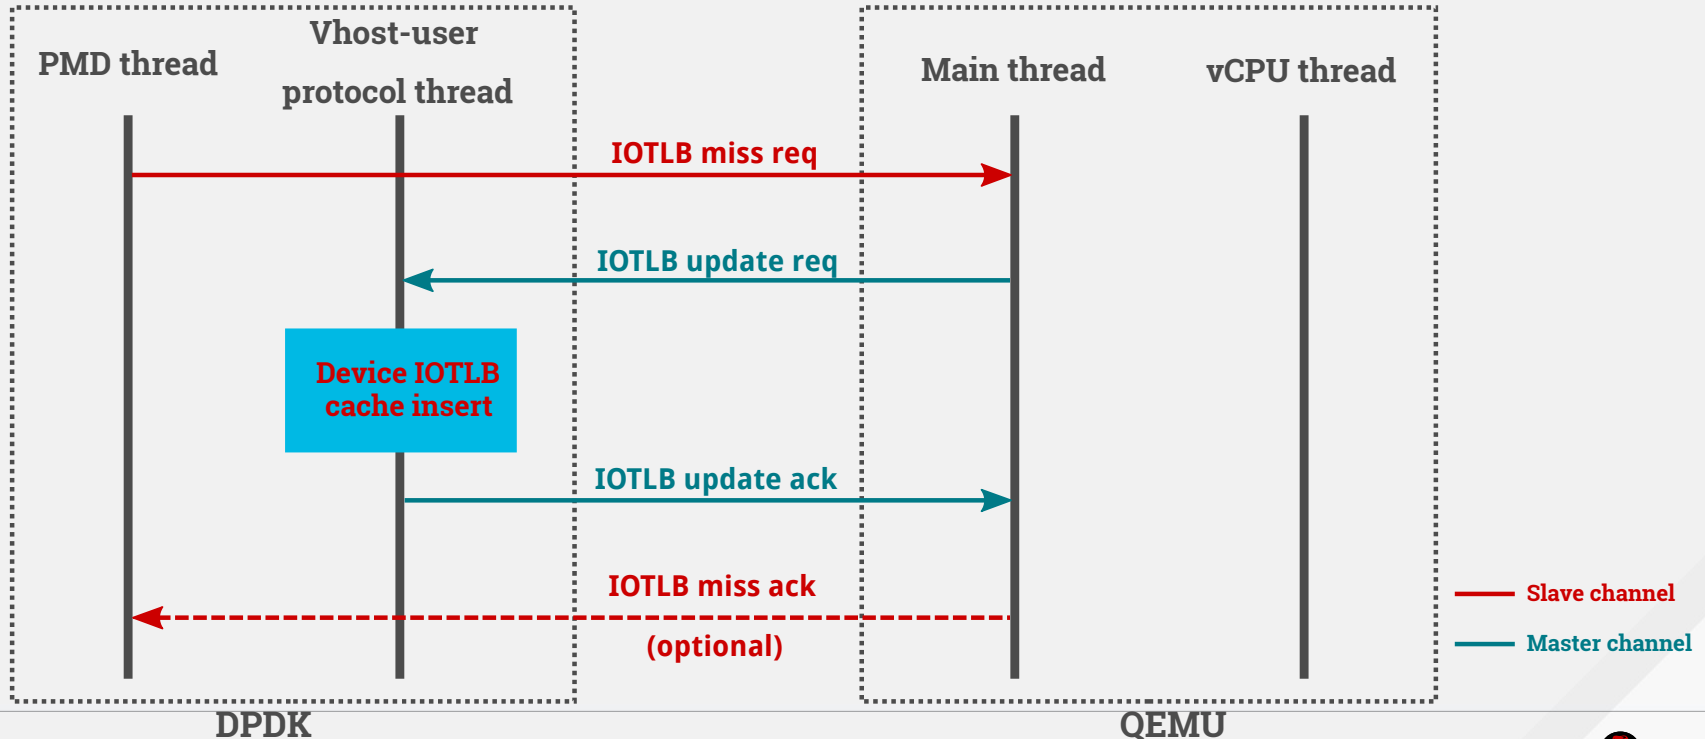 PMD thread
Vhost-user
protocol thread
Main thread
vCPU thread
IOTLB miss req
IOTLB update req
Device IOTLB
cache insert
IOTLB update ack
IOTLB miss ack
(optional)
Slave channel
Master channel
DPDK
QEMU